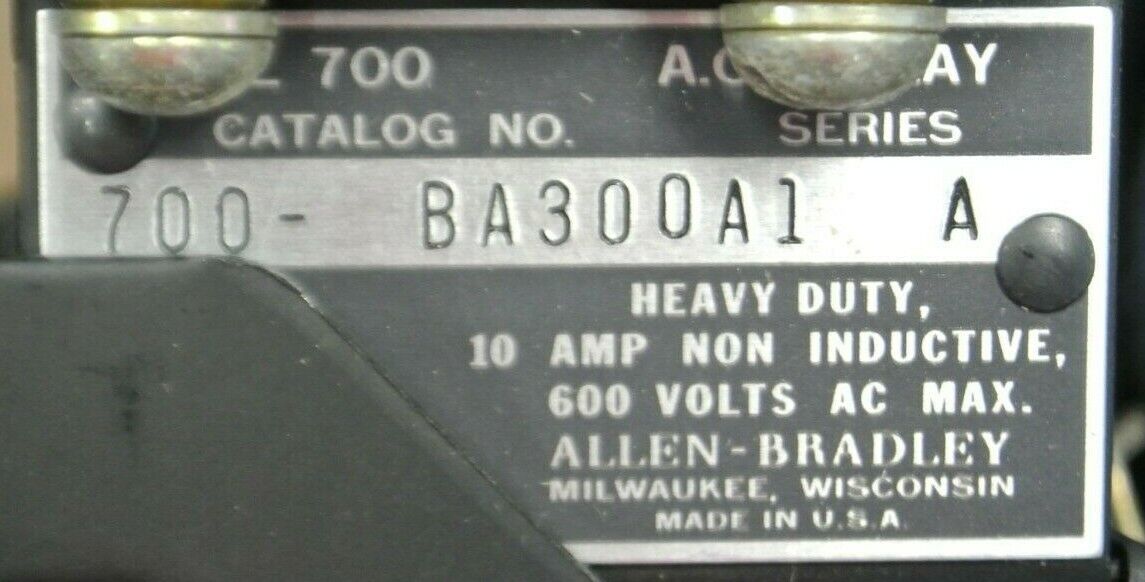 700
CATALOG NO. SERIES
700- BA300A1 A
HEAVY DUTY,
10 AMP NON INDUCTIVE,
600 VOLTS AC MAX.
ALLEN-BRADLEY
MILWAUKEE, WISCONSIN
MADE IN U.S.A.